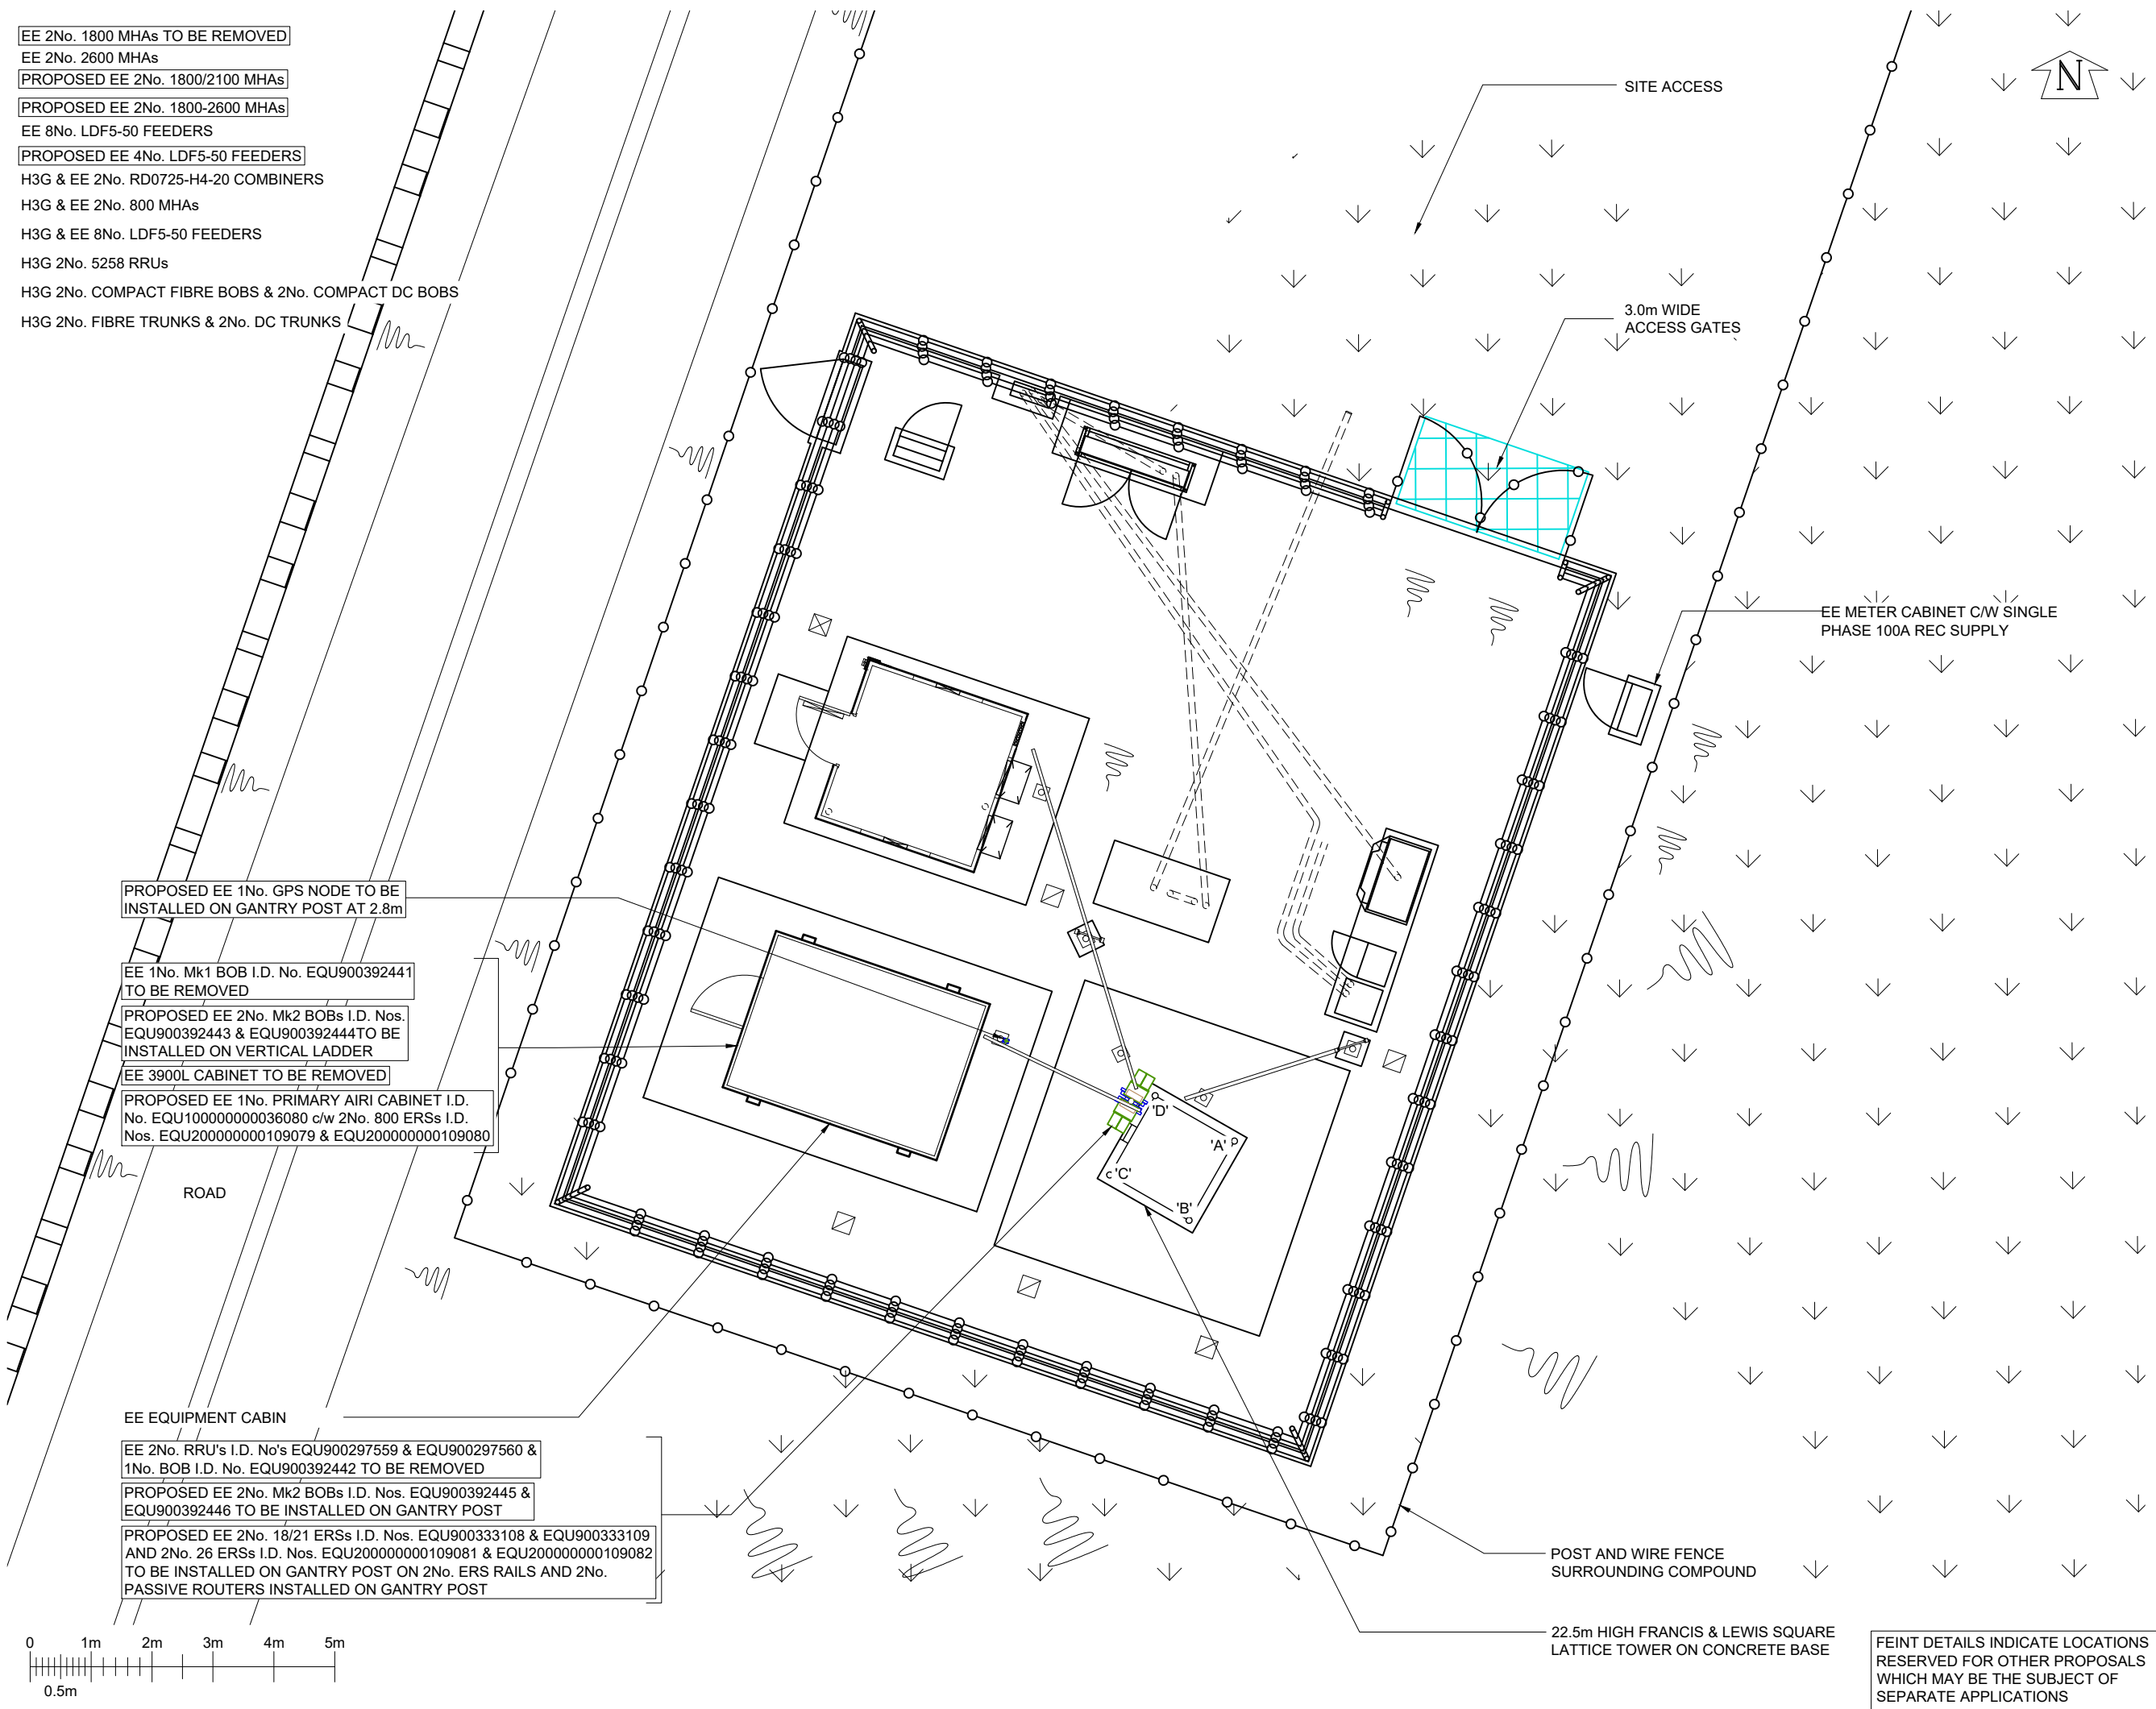 EE 2No. 1800 MHAs TO BE REMOVED
EE 2No. 2600 MHAs
PROPOSED EE 2No. 1800/2100 MHAs
PROPOSED EE 2No. 1800-2600 MHAs
EE 8No. LDF5-50 FEEDERS
PROPOSED EE 4No. LDF5-50 FEEDERS
H3G & EE 2No. RD0725-H4-20 COMBINERS
H3G & EE 2No. 800 MHAs
H3G & EE 8No. LDF5-50 FEEDERS
H3G 2No. 5258 RRUs
H3G 2No. COMPACT FIBRE BOBS & 2No. COMPACT DC BOBS
H3G 2No. FIBRE TRUNKS & 2No. DC TRUNKS
SITE ACCESS
N
3.0m WIDE
ACCESS GATES
EE METER CABINET C/W SINGLE
PHASE 100A REC SUPPLY
PROPOSED EE 1No. GPS NODE TO BE
INSTALLED ON GANTRY POST AT 2.8m
EE 1No. Mk1 BOB I.D. No. EQU900392441
TO BE REMOVED
PROPOSED EE 2No. Mk2 BOBs I.D. Nos.
EQU900392443 & EQU900392444TO BE
INSTALLED ON VERTICAL LADDER
EE 3900L CABINET TO BE REMOVED
PROPOSED EE 1No. PRIMARY AIRI CABINET I.D.
No. EQU100000000036080 c/w 2No. 800 ERSs I.D.
Nos. EQU200000000109079 & EQU200000000109080
'D'
'A'
'C'
'B'
ROAD
EE EQUIPMENT CABIN
EE 2No. RRU's I.D. No's EQU900297559 & EQU900297560 &
1No. BOB I.D. No. EQU900392442 TO BE REMOVED
PROPOSED EE 2No. Mk2 BOBs I.D. Nos. EQU900392445 &
EQU900392446 TO BE INSTALLED ON GANTRY POST
PROPOSED EE 2No. 18/21 ERSs I.D. Nos. EQU900333108 & EQU900333109
AND 2No. 26 ERSs I.D. Nos. EQU200000000109081 & EQU200000000109082
TO BE INSTALLED ON GANTRY POST ON 2No. ERS RAILS AND 2No.
PASSIVE ROUTERS INSTALLED ON GANTRY POST
POST AND WIRE FENCE
SURROUNDING COMPOUND
22.5m HIGH FRANCIS & LEWIS SQUARE
LATTICE TOWER ON CONCRETE BASE
0 1m 2m 3m 4m 5m
0.5m
FEINT DETAILS INDICATE LOCATIONS
RESERVED FOR OTHER PROPOSALS
WHICH MAY BE THE SUBJECT OF
SEPARATE APPLICATIONS